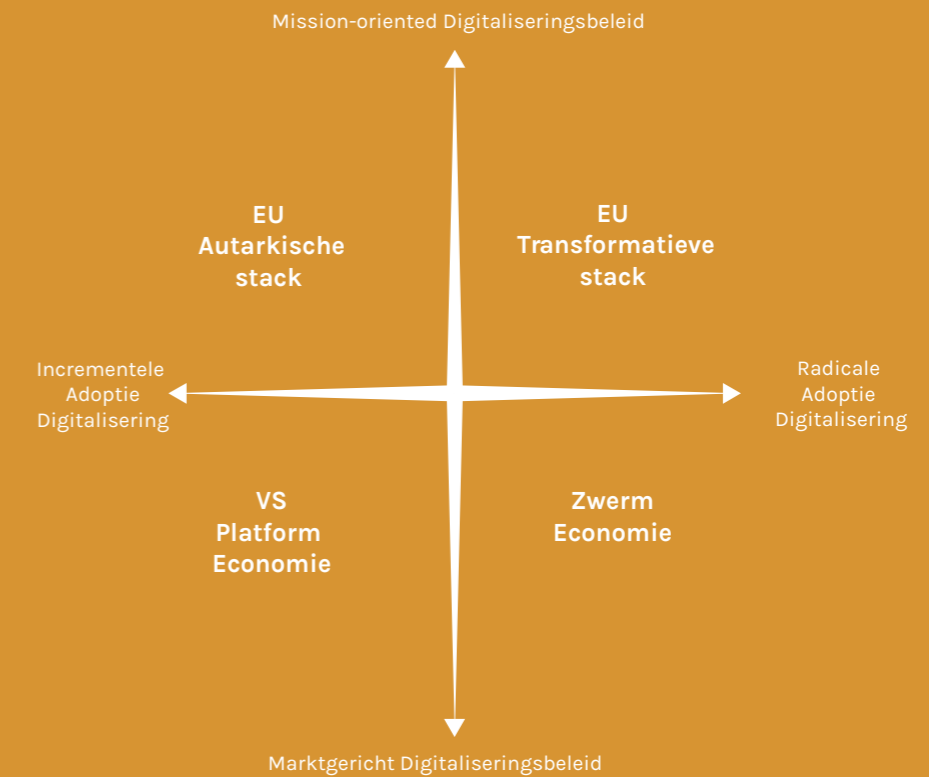 Mission-oriented Digitaliseringsbeleid
EU
Autarkische
stack
EU
Transformatieve
stack
Incrementele
Adoptie
Digitalisering
Radicale
Adoptie
Digitalisering
VS
Platform
Economie
Zwerm
Economie
Marktgericht Digitaliseringsbeleid